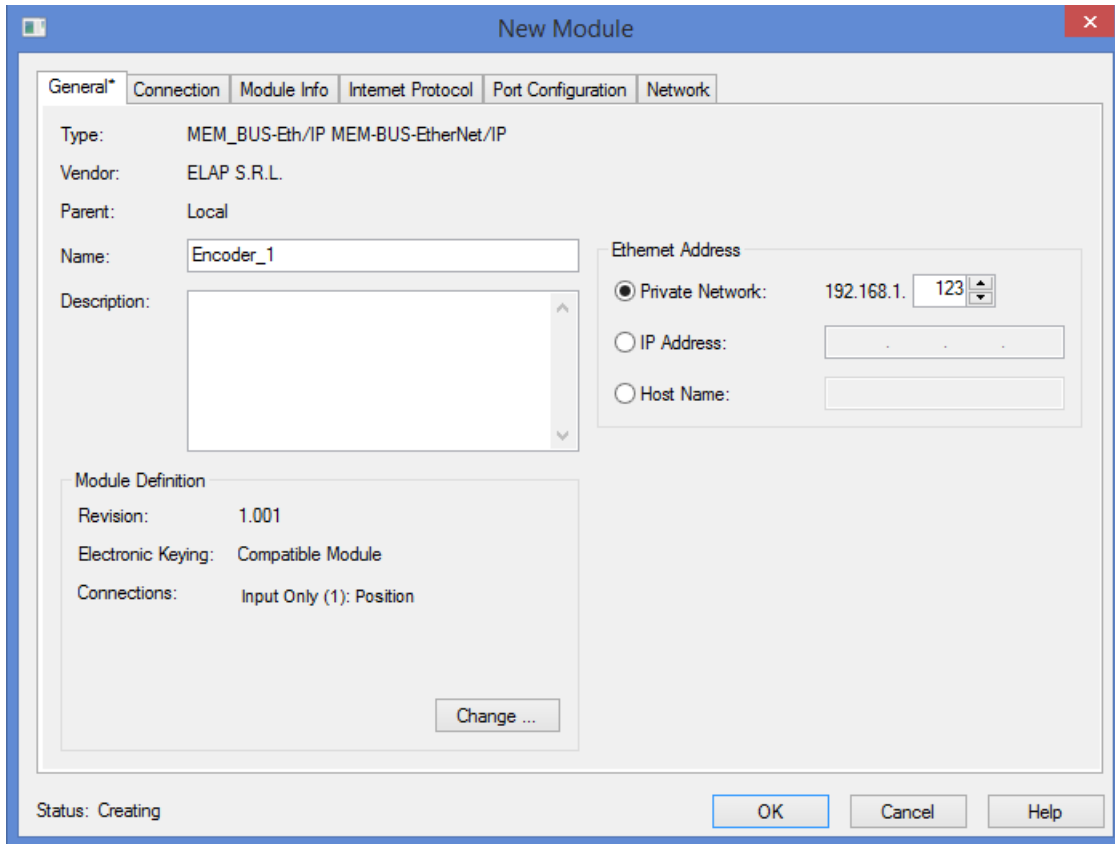 New Module
General* Connection Module Info Internet Protocol Port Configuration Network
Type: MEM_BUS-Eth/IP MEM-BUS-EtherNet/IP
Vendor: ELAP S.R.L.
Parent: Local
Name: Encoder_1
Description:
Ethernet Address
Private Network: 192.168.1. 123
IP Address: . . .
Host Name:
Module Definition
Revision: 1.001
Electronic Keying: Compatible Module
Connections: Input Only (1): Position
Change ...
Status: Creating
OK Cancel Help